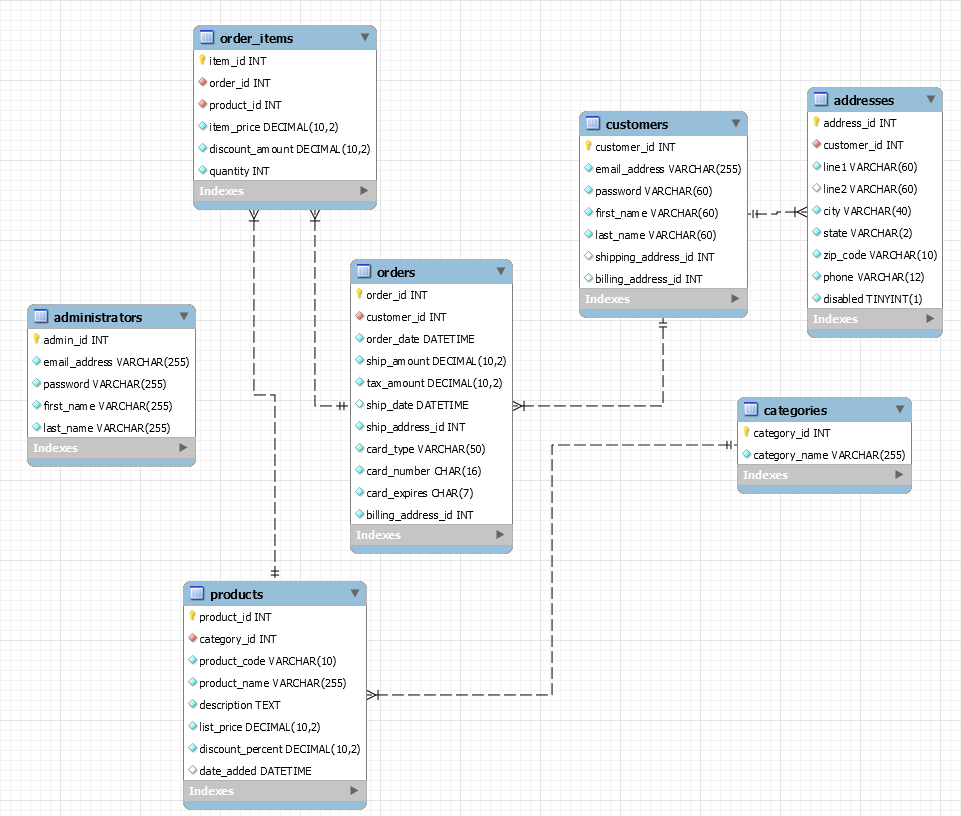 order_items
item_id INT
order_id INT
product_id INT
item_price DECIMAL(10,2)
discount_amount DECIMAL(10,2)
quantity INT
Indexes
customers
customer_id INT
email_address VARCHAR(255)
password VARCHAR(60)
first_name VARCHAR(60)
last_name VARCHAR(60)
shipping_address_id INT
billing_address_id INT
Indexes
addresses
address_id INT
customer_id INT
line1 VARCHAR(60)
line2 VARCHAR(60)
city VARCHAR(40)
state VARCHAR(2)
zip_code VARCHAR(10)
phone VARCHAR(12)
disabled TINYINT(1)
Indexes
orders
order_id INT
customer_id INT
order_date DATETIME
ship_amount DECIMAL(10,2)
tax_amount DECIMAL(10,2)
ship_date DATETIME
ship_address_id INT
card_type VARCHAR(50)
card_number CHAR(16)
card_expires CHAR(7)
billing_address_id INT
Indexes
administrators
admin_id INT
email_address VARCHAR(255)
password VARCHAR(255)
first_name VARCHAR(255)
last_name VARCHAR(255)
Indexes
categories
category_id INT
category_name VARCHAR(255)
Indexes
products
product_id INT
category_id INT
product_code VARCHAR(10)
product_name VARCHAR(255)
description TEXT
list_price DECIMAL(10,2)
discount_percent DECIMAL(10,2)
date_added DATETIME
Indexes